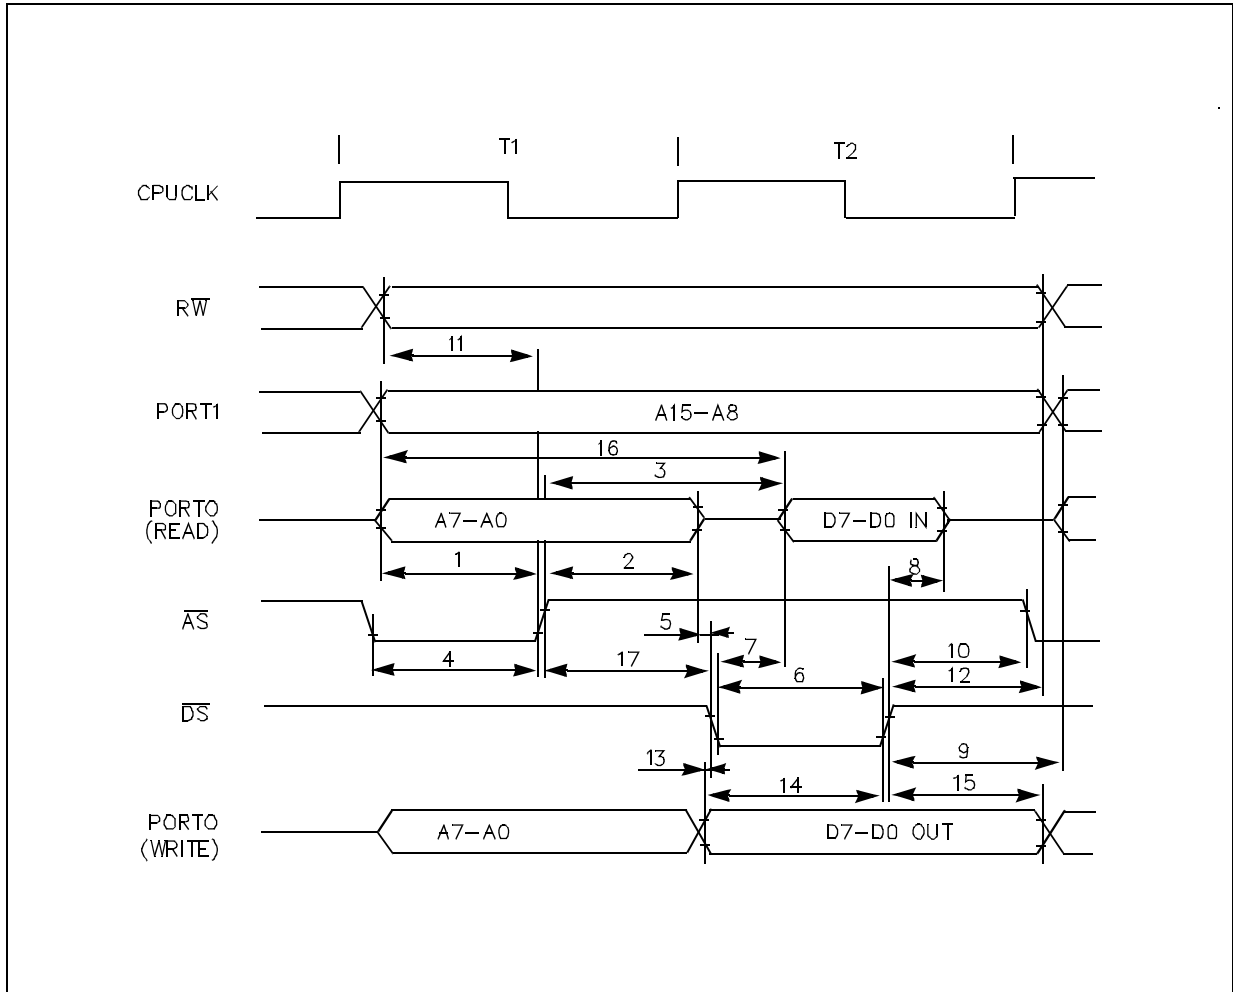 T1
T2
CPUCLK
RW̅
11
PORT1
A15-A8
16
3
PORT0
(READ)
A7-A0
D7-D0 IN
1
2
8
A̅S̅
5
7
4
17
6
10
12
D̅S̅
13
9
14
15
PORT0
(WRITE)
A7-A0
D7-D0 OUT